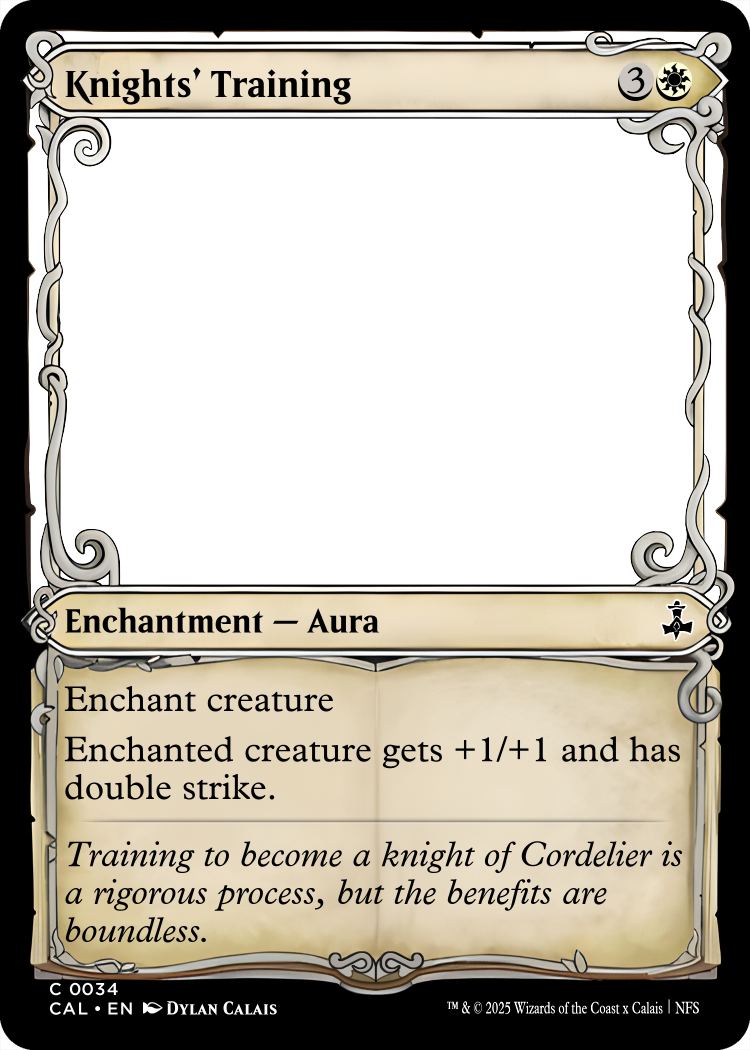 Knights’ Training 3
Enchantment — Aura
Enchant creature
Enchanted creature gets +1/+1 and has
double strike.
Training to become a knight of Cordelier is
a rigorous process, but the benefits are
boundless.
C 0034
CAL • EN Dylan Calais
™ & © 2025 Wizards of the Coast x Calais | NFS